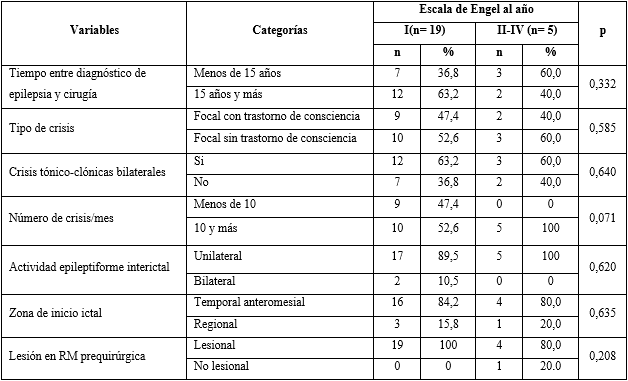 Variables Categorías Escala de Engel al año p
I(n= 19) II-IV (n= 5)
n % n %
Tiempo entre diagnóstico de epilepsia y cirugía Menos de 15 años 7 36,8 3 60,0 0,332
15 años y más 12 63,2 2 40,0
Tipo de crisis Focal con trastorno de consciencia 9 47,4 2 40,0 0,585
Focal sin trastorno de consciencia 10 52,6 3 60,0
Crisis tónico-clónicas bilaterales Si 12 63,2 3 60,0 0,640
No 7 36,8 2 40,0
Número de crisis/mes Menos de 10 9 47,4 0 0 0,071
10 y más 10 52,6 5 100
Actividad epileptiforme interictal Unilateral 17 89,5 5 100 0,620
Bilateral 2 10,5 0 0
Zona de inicio ictal Temporal anteromesial 16 84,2 4 80,0 0,635
Regional 3 15,8 1 20,0
Lesión en RM prequirúrgica Lesional 19 100 4 80,0 0,208
No lesional 0 0 1 20.0